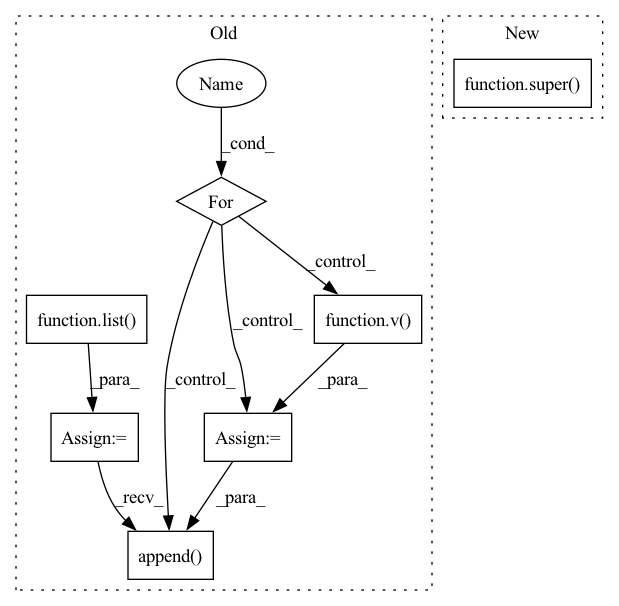 Old
New
Name
function.super()
_cond_
For
_control_
function.list()
_control_
function.v()
_para_
_control_
_para_
Assign:=
Assign:=
_recv_
_para_
append()